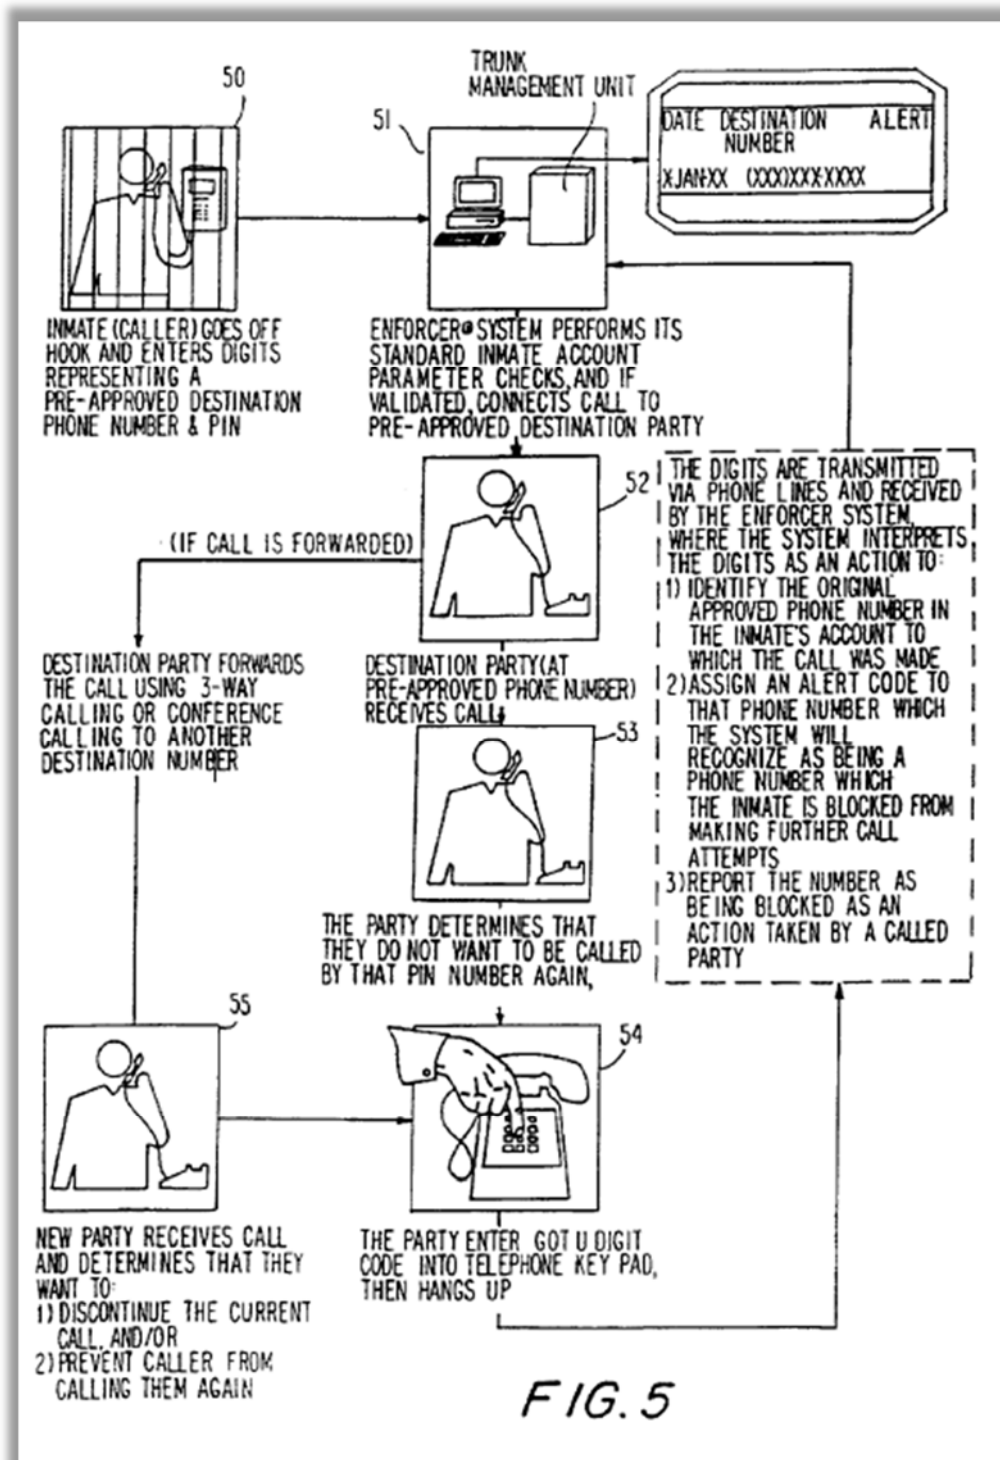 50
TRUNK
MANAGEMENT UNIT
51
DATE DESTINATION ALERT
NUMBER
XJAN-XX (XXX)XXX-XXXX
INMATE (CALLER) GOES OFF
HOOK AND ENTERS DIGITS
REPRESENTING A
PRE-APPROVED DESTINATION
PHONE NUMBER & PIN
ENFORCER® SYSTEM PERFORMS ITS
STANDARD INMATE ACCOUNT
PARAMETER CHECKS, AND IF
VALIDATED, CONNECTS CALL TO
PRE-APPROVED DESTINATION PARTY
52
(IF CALL IS FORWARDED)
DESTINATION PARTY FORWARDS
THE CALL USING 3-WAY
CALLING OR CONFERENCE
CALLING TO ANOTHER
DESTINATION NUMBER
DESTINATION PARTY (AT
PRE-APPROVED PHONE NUMBER)
RECEIVES CALL
53
THE PARTY DETERMINES THAT
THEY DO NOT WANT TO BE CALLED
BY THAT PIN NUMBER AGAIN,
THE DIGITS ARE TRANSMITTED
VIA PHONE LINES AND RECEIVED
BY THE ENFORCER SYSTEM,
WHERE THE SYSTEM INTERPRETS
THE DIGITS AS AN ACTION TO:
1) IDENTIFY THE ORIGINAL
APPROVED PHONE NUMBER IN
THE INMATE'S ACCOUNT TO
WHICH THE CALL WAS MADE
2) ASSIGN AN ALERT CODE TO
THAT PHONE NUMBER WHICH
THE SYSTEM WILL
RECOGNIZE AS BEING A
PHONE NUMBER WHICH
THE INMATE IS BLOCKED FROM
MAKING FURTHER CALL
ATTEMPTS
3) REPORT THE NUMBER AS
BEING BLOCKED AS AN
ACTION TAKEN BY A CALLED
PARTY
55
NEW PARTY RECEIVES CALL
AND DETERMINES THAT THEY
WANT TO:
1) DISCONTINUE THE CURRENT
CALL, AND/OR
2) PREVENT CALLER FROM
CALLING THEM AGAIN
54
THE PARTY ENTER GOT U DIGIT
CODE INTO TELEPHONE KEY PAD,
THEN HANGS UP
FIG. 5